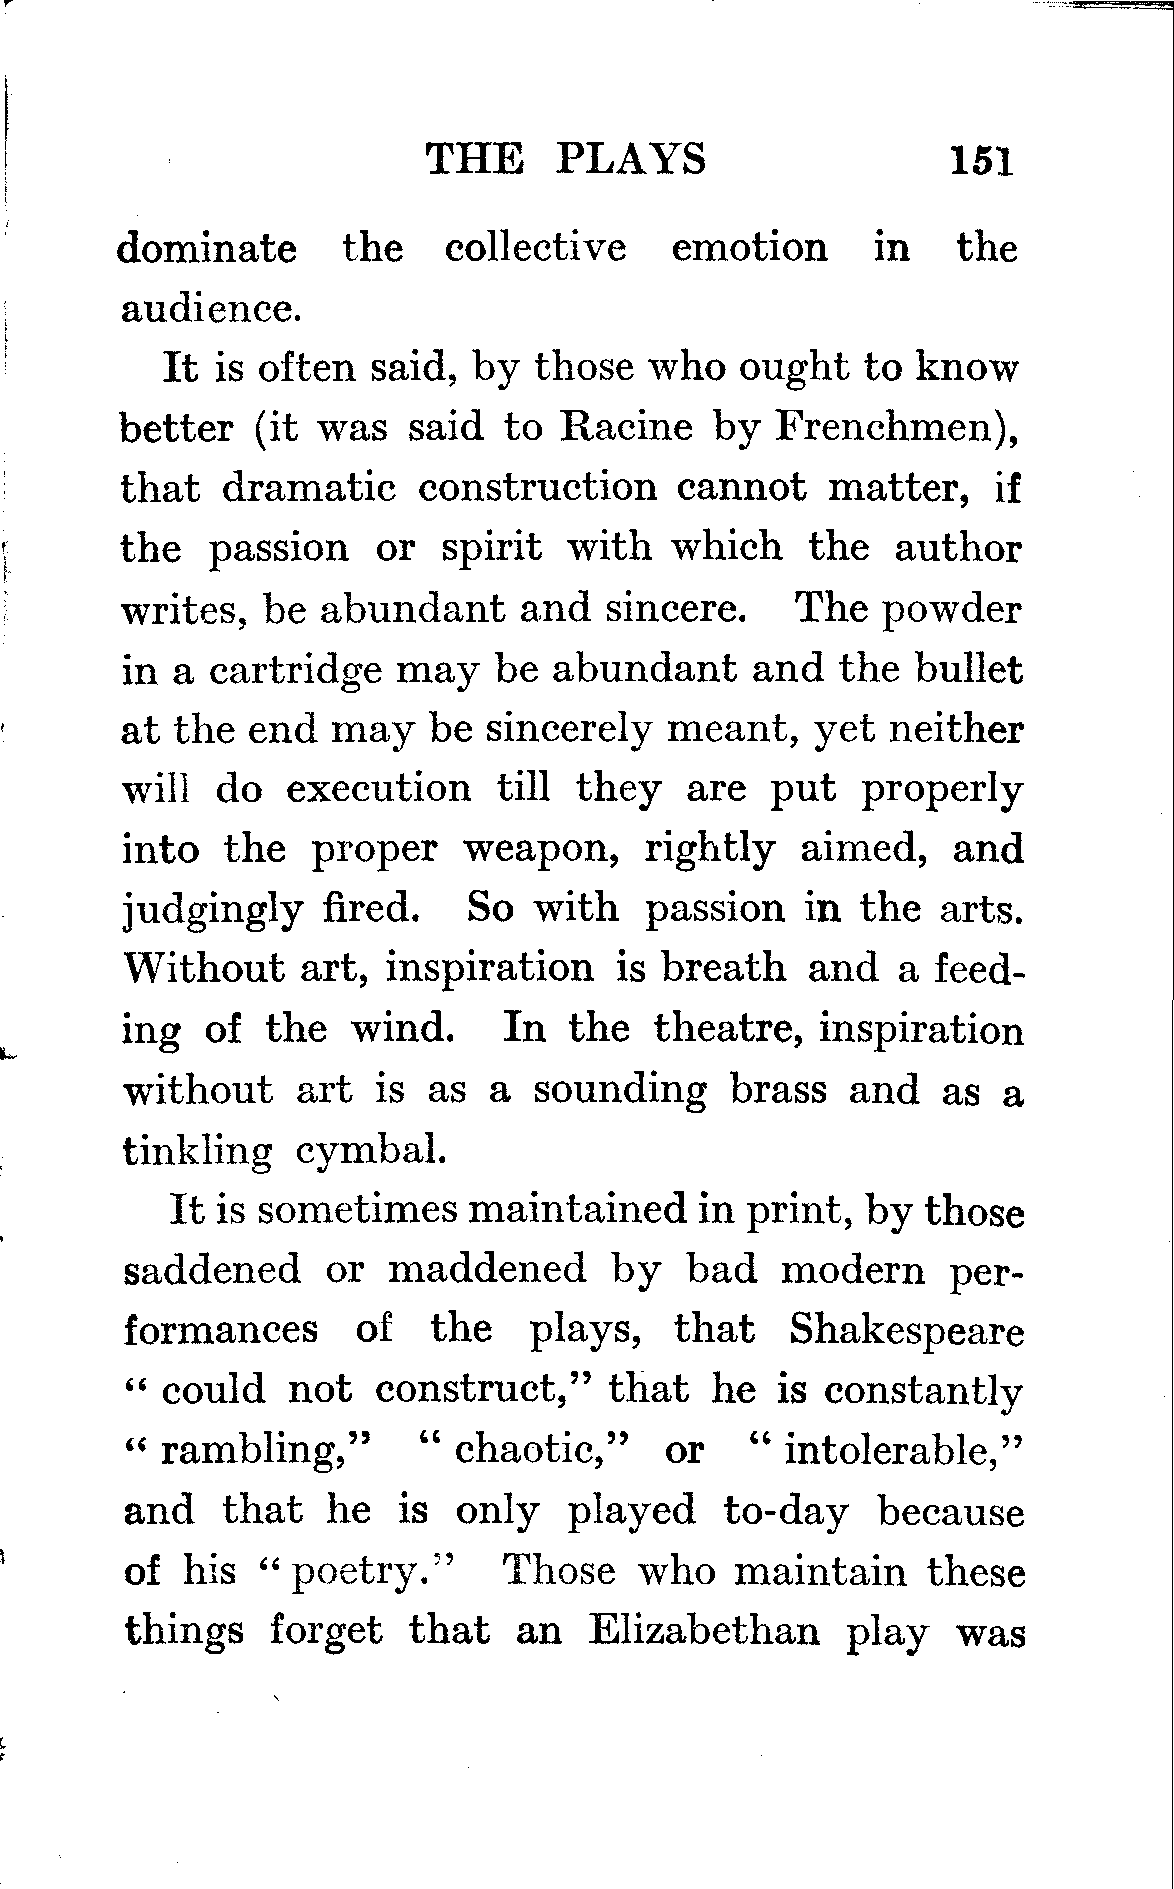 THE PLAYS 151
dominate the collective emotion in the
audience.
It is often said, by those who ought to know
better (it was said to Racine by Frenchmen),
that dramatic construction cannot matter, if
the passion or spirit with which the author
writes, be abundant and sincere. The powder
in a cartridge may be abundant and the bullet
at the end may be sincerely meant, yet neither
will do execution till they are put properly
into the proper weapon, rightly aimed, and
judgingly fired. So with passion in the arts.
Without art, inspiration is breath and a feed-
ing of the wind. In the theatre, inspiration
without art is as a sounding brass and as a
tinkling cymbal.
It is sometimes maintained in print, by those
saddened or maddened by bad modern per-
formances of the plays, that Shakespeare
“ could not construct,” that he is constantly
“ rambling,” “ chaotic,” or “ intolerable,”
and that he is only played to-day because
of his “ poetry.” Those who maintain these
things forget that an Elizabethan play was